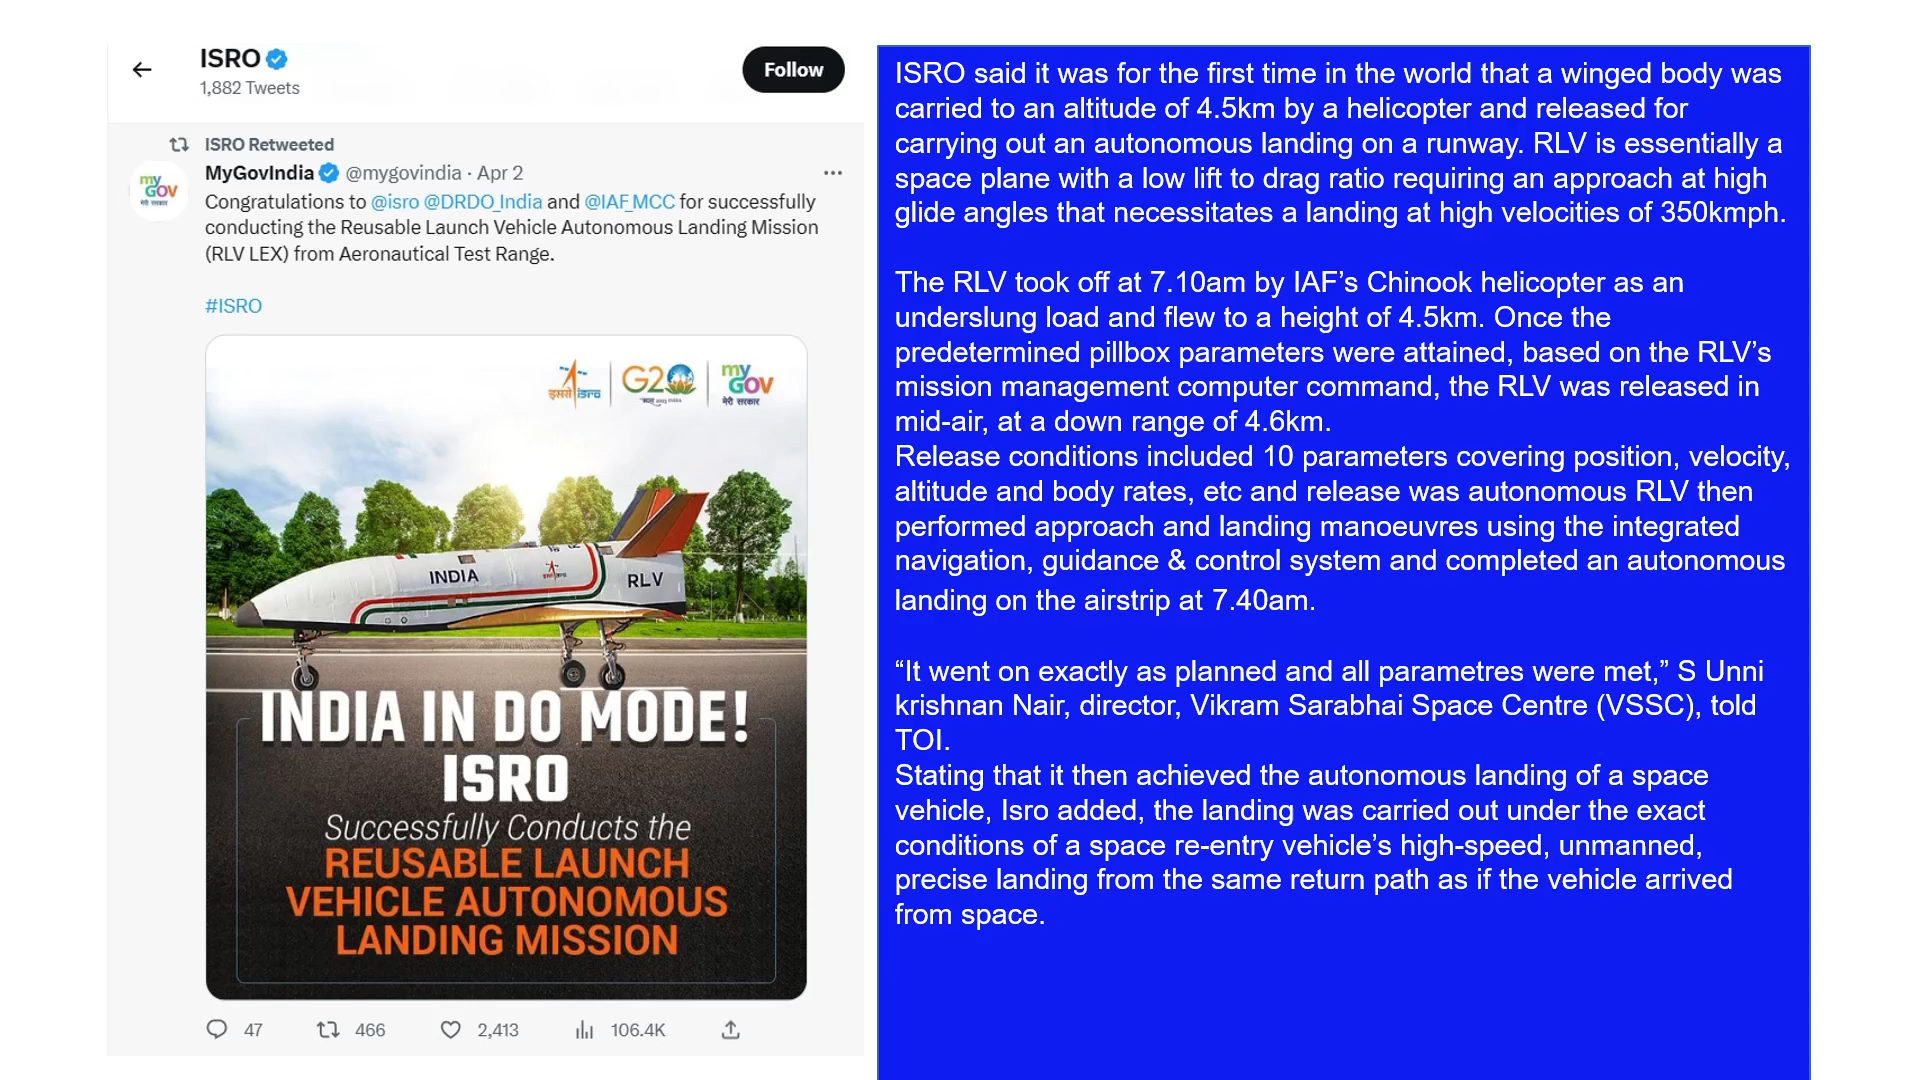 ISRO
1,882 Tweets
Follow
ISRO Retweeted
MyGovIndia @mygovindia · Apr 2
Congratulations to @isro @DRDO_India and @IAF_MCC for successfully
conducting the Reusable Launch Vehicle Autonomous Landing Mission
(RLV LEX) from Aeronautical Test Range.
#ISRO
my
GOV
मेरी सरकार
इसरो isro
G20
my
GOV
मेरी सरकार
INDIA
RLV
INDIA IN DO MODE!
ISRO
Successfully Conducts the
REUSABLE LAUNCH
VEHICLE AUTONOMOUS
LANDING MISSION
47
466
2,413
106.4K
ISRO said it was for the first time in the world that a winged body was
carried to an altitude of 4.5km by a helicopter and released for
carrying out an autonomous landing on a runway. RLV is essentially a
space plane with a low lift to drag ratio requiring an approach at high
glide angles that necessitates a landing at high velocities of 350kmph.
The RLV took off at 7.10am by IAF’s Chinook helicopter as an
underslung load and flew to a height of 4.5km. Once the
predetermined pillbox parameters were attained, based on the RLV’s
mission management computer command, the RLV was released in
mid-air, at a down range of 4.6km.
Release conditions included 10 parameters covering position, velocity,
altitude and body rates, etc and release was autonomous RLV then
performed approach and landing manoeuvres using the integrated
navigation, guidance & control system and completed an autonomous
landing on the airstrip at 7.40am.
“It went on exactly as planned and all parametres were met,” S Unni
krishnan Nair, director, Vikram Sarabhai Space Centre (VSSC), told
TOI.
Stating that it then achieved the autonomous landing of a space
vehicle, Isro added, the landing was carried out under the exact
conditions of a space re-entry vehicle’s high-speed, unmanned,
precise landing from the same return path as if the vehicle arrived
from space.